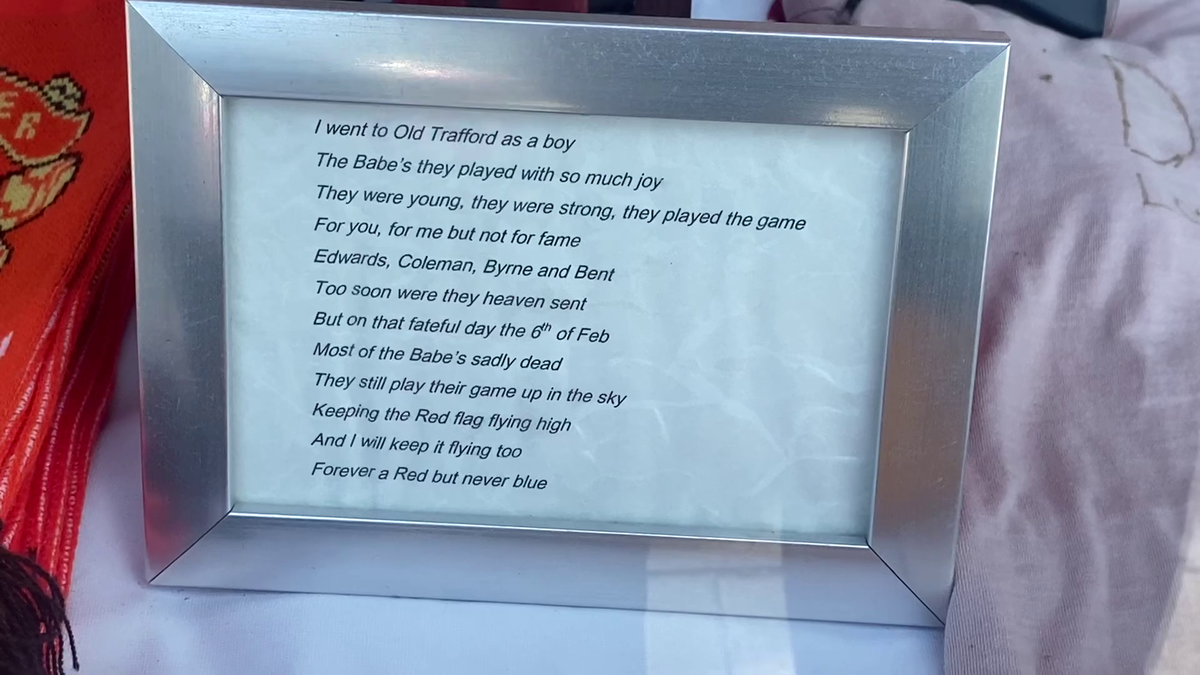 ER
I went to Old Trafford as a boy
The Babe's they played with so much joy
They were young, they were strong, they played the game
For you, for me but not for fame
Edwards, Coleman, Byrne and Bent
Too soon were they heaven sent
But on that fateful day the 6th of Feb
Most of the Babe's sadly dead
They still play their game up in the sky
Keeping the Red flag flying high
And I will keep it flying too
Forever a Red but never blue